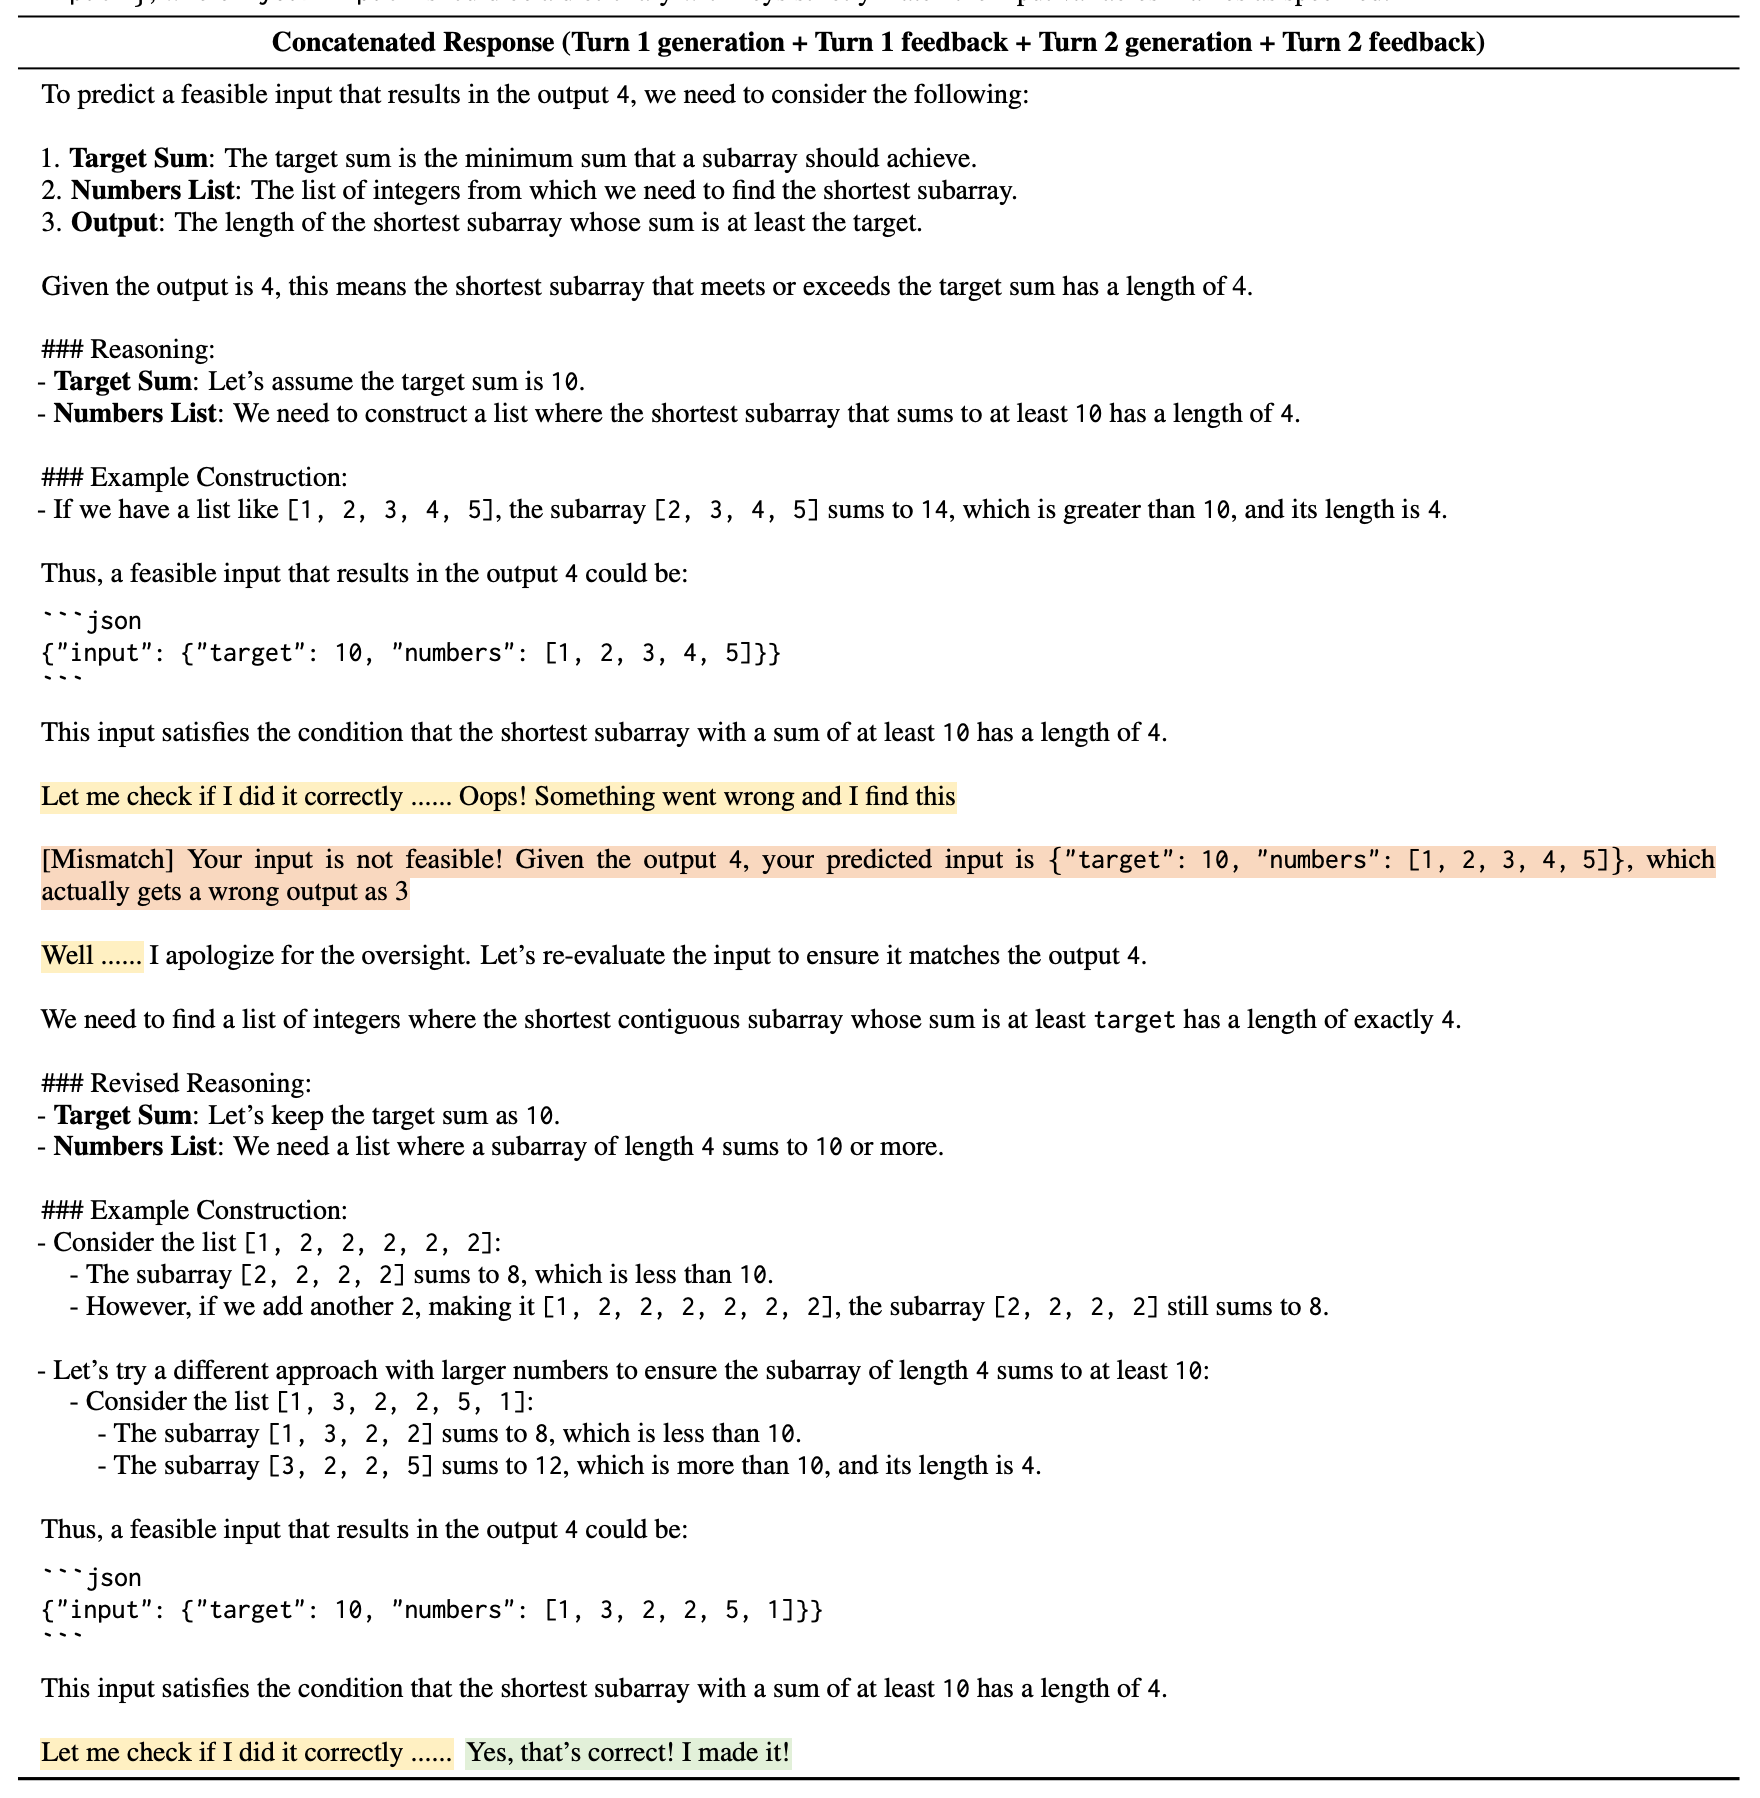 Concatenated Response (Turn 1 generation + Turn 1 feedback + Turn 2 generation + Turn 2 feedback)
To predict a feasible input that results in the output 4, we need to consider the following:
1. Target Sum: The target sum is the minimum sum that a subarray should achieve.
2. Numbers List: The list of integers from which we need to find the shortest subarray.
3. Output: The length of the shortest subarray whose sum is at least the target.
Given the output is 4, this means the shortest subarray that meets or exceeds the target sum has a length of 4.
### Reasoning:
- Target Sum: Let's assume the target sum is 10.
- Numbers List: We need to construct a list where the shortest subarray that sums to at least 10 has a length of 4.
### Example Construction:
- If we have a list like [1, 2, 3, 4, 5], the subarray [2, 3, 4, 5] sums to 14, which is greater than 10, and its length is 4.
Thus, a feasible input that results in the output 4 could be:
```json
{"input": {"target": 10, "numbers": [1, 2, 3, 4, 5]}}
```
This input satisfies the condition that the shortest subarray with a sum of at least 10 has a length of 4.
Let me check if I did it correctly ...... Oops! Something went wrong and I find this
[Mismatch] Your input is not feasible! Given the output 4, your predicted input is {"target": 10, "numbers": [1, 2, 3, 4, 5]}, which
actually gets a wrong output as 3
Well ...... I apologize for the oversight. Let's re-evaluate the input to ensure it matches the output 4.
We need to find a list of integers where the shortest contiguous subarray whose sum is at least target has a length of exactly 4.
### Revised Reasoning:
- Target Sum: Let's keep the target sum as 10.
- Numbers List: We need a list where a subarray of length 4 sums to 10 or more.
### Example Construction:
- Consider the list [1, 2, 2, 2, 2, 2]:
- The subarray [2, 2, 2, 2] sums to 8, which is less than 10.
- However, if we add another 2, making it [1, 2, 2, 2, 2, 2, 2], the subarray [2, 2, 2, 2] still sums to 8.
- Let's try a different approach with larger numbers to ensure the subarray of length 4 sums to at least 10:
- Consider the list [1, 3, 2, 2, 5, 1]:
- The subarray [1, 3, 2, 2] sums to 8, which is less than 10.
- The subarray [3, 2, 2, 5] sums to 12, which is more than 10, and its length is 4.
Thus, a feasible input that results in the output 4 could be:
```json
{"input": {"target": 10, "numbers": [1, 3, 2, 2, 5, 1]}}
```
This input satisfies the condition that the shortest subarray with a sum of at least 10 has a length of 4.
Let me check if I did it correctly ...... Yes, that's correct! I made it!